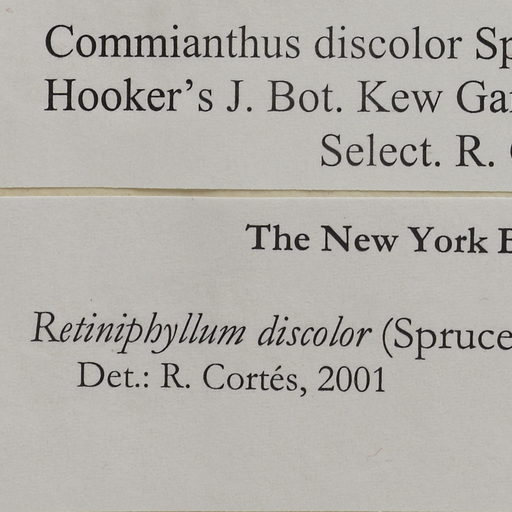 Commianthus discolor Sp
Hooker's J. Bot. Kew Ga
Select. R.
The New York B
Retiniphyllum discolor (Spruce
Det.: R. Cortés, 2001